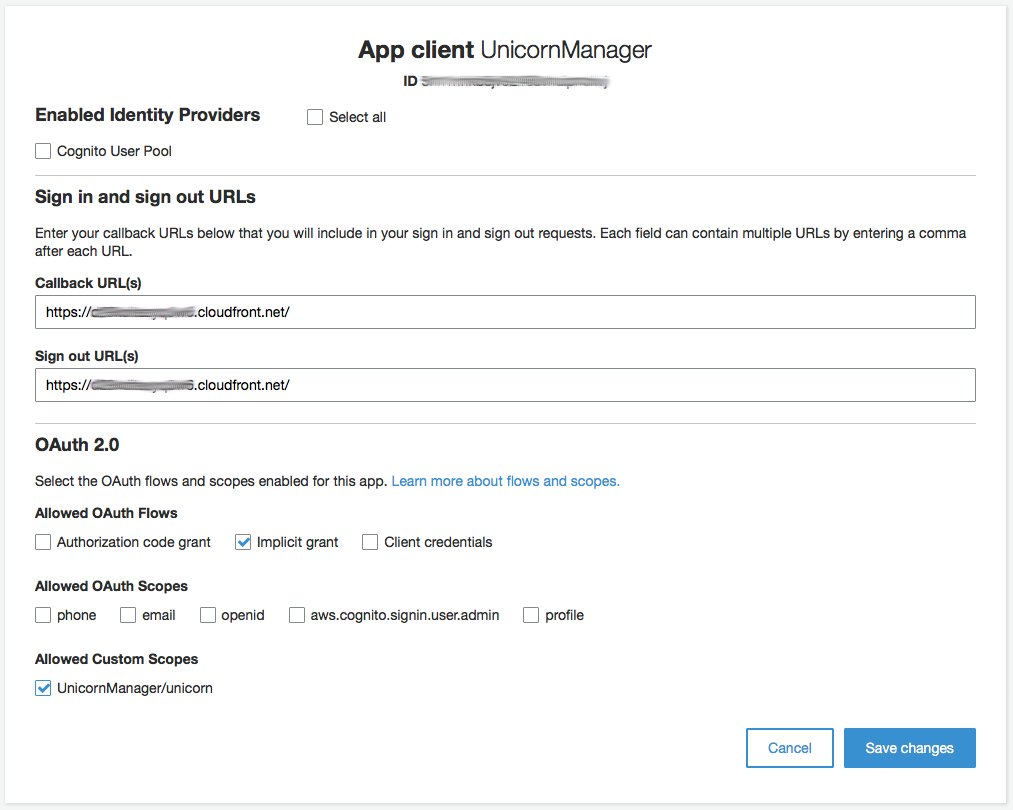 App client UnicornManager
ID
Enabled Identity Providers
Select all
Cognito User Pool
Sign in and sign out URLs
Enter your callback URLs below that you will include in your sign in and sign out requests. Each field can contain multiple URLs by entering a comma
after each URL.
Callback URL(s)
https:// .cloudfront.net/
Sign out URL(s)
https:// .cloudfront.net/
OAuth 2.0
Select the OAuth flows and scopes enabled for this app. Learn more about flows and scopes.
Allowed OAuth Flows
Authorization code grant Implicit grant Client credentials
Allowed OAuth Scopes
phone email openid aws.cognito.signin.user.admin profile
Allowed Custom Scopes
UnicornManager/unicorn
Cancel Save changes